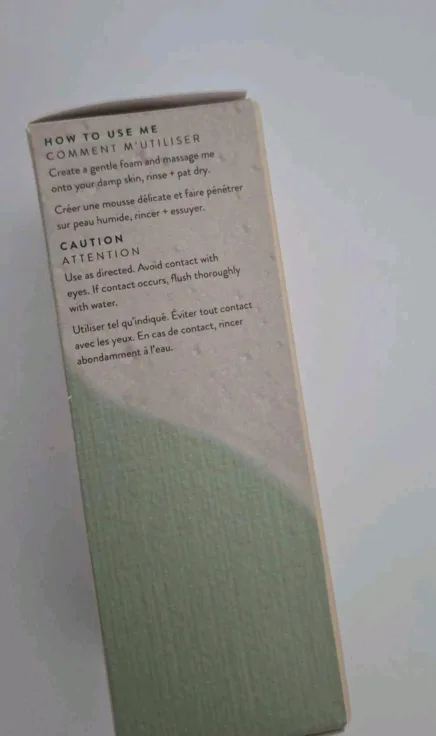 HOW TO USE ME
COMMENT M'UTILISER
Create a gentle foam and massage me
onto your damp skin, rinse + pat dry.
Créer une mousse délicate et faire pénétrer
sur peau humide, rincer + essuyer.
CAUTION
ATTENTION
Use as directed. Avoid contact with
eyes. If contact occurs, flush thoroughly
with water.
Utiliser tel qu'indiqué. Éviter tout contact
avec les yeux. En cas de contact, rincer
abondamment à l'eau.